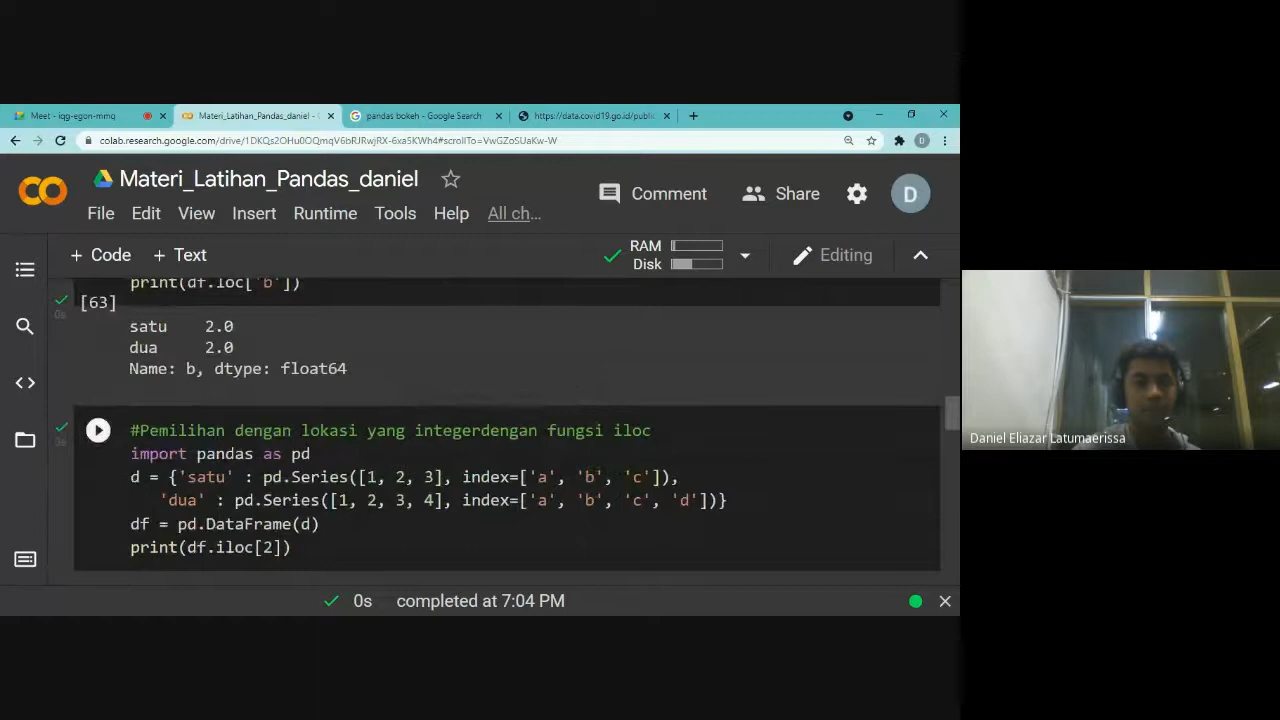 Meet - iqg-egon-mmq
Materi_Latihan_Pandas_daniel -
pandas bokeh - Google Search
https://data.covid19.go.id/public
colab.research.google.com/drive/1DKQs2OHu0OQmqV6bRJRwjRX-6xa5KWh4#scrollTo=VwGZoSUaKw-W
Materi_Latihan_Pandas_daniel
Comment
Share
D
File Edit View Insert Runtime Tools Help All ch...
+ Code + Text
RAM
Disk
Editing
print(df.loc['b'])
[63]
satu 2.0
dua 2.0
Name: b, dtype: float64
#Pemilihan dengan lokasi yang integerdengan fungsi iloc
import pandas as pd
d = {'satu' : pd.Series([1, 2, 3], index=['a', 'b', 'c']),
'dua' : pd.Series([1, 2, 3, 4], index=['a', 'b', 'c', 'd'])}
df = pd.DataFrame(d)
print(df.iloc[2])
0s completed at 7:04 PM
Daniel Eliazar Latumaerissa